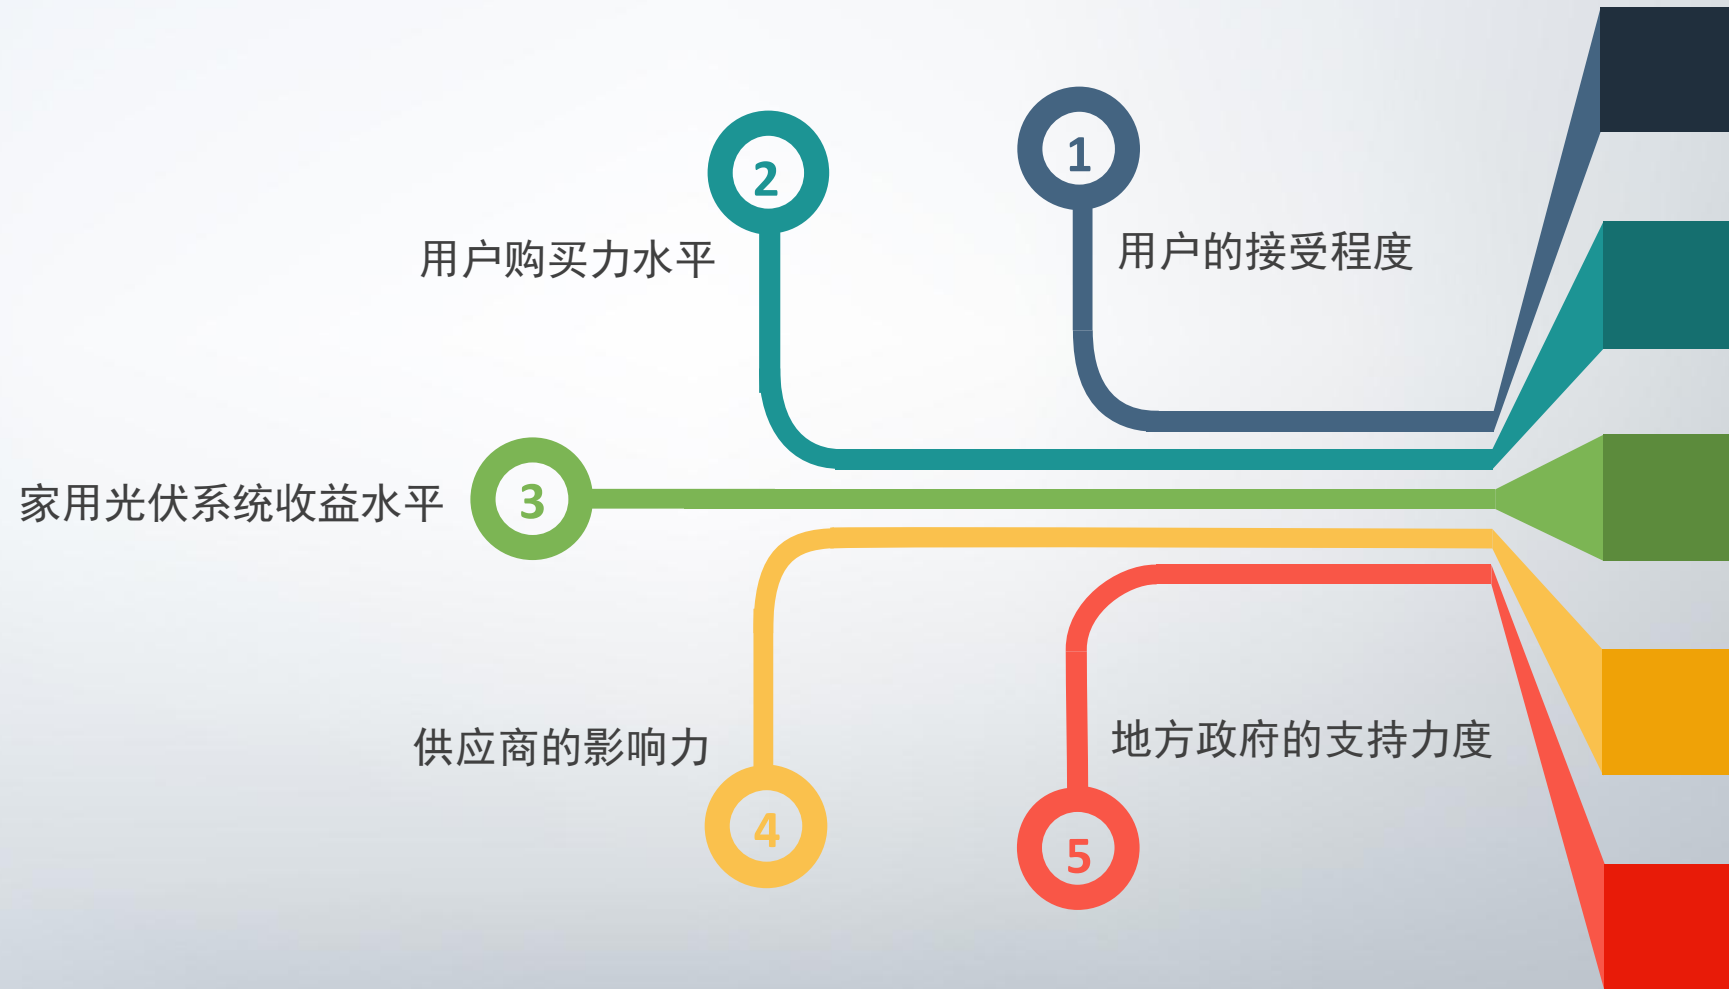 1
用户的接受程度
2
用户购买力水平
3
家用光伏系统收益水平
4
供应商的影响力
5
地方政府的支持力度